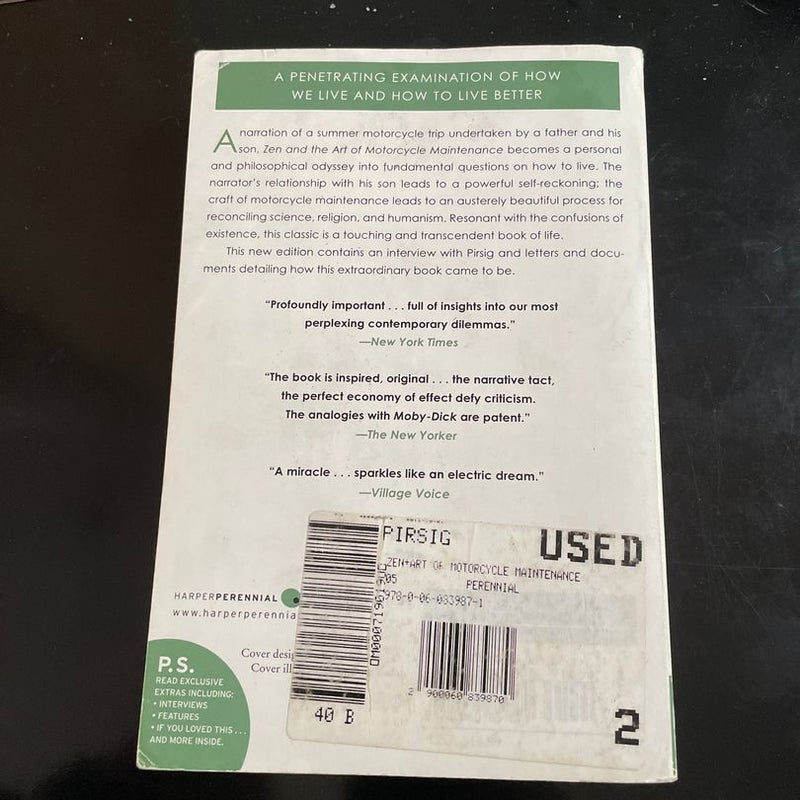 A PENETRATING EXAMINATION OF HOW
WE LIVE AND HOW TO LIVE BETTER
A narration of a summer motorcycle trip undertaken by a father and his
son, Zen and the Art of Motorcycle Maintenance becomes a personal
and philosophical odyssey into fundamental questions on how to live. The
narrator's relationship with his son leads to a powerful self-reckoning; the
craft of motorcycle maintenance leads to an austerely beautiful process for
reconciling science, religion, and humanism. Resonant with the confusions of
existence, this classic is a touching and transcendent book of life.
This new edition contains an interview with Pirsig and letters and docu-
ments detailing how this extraordinary book came to be.
"Profoundly important . . . full of insights into our most
perplexing contemporary dilemmas."
—New York Times
"The book is inspired, original . . . the narrative tact,
the perfect economy of effect defy criticism.
The analogies with Moby-Dick are patent."
—The New Yorker
"A miracle . . . sparkles like an electric dream."
—Village Voice
PIRSIG
USED
ZEN+ART OF MOTORCYCLE MAINTENANCE
05 PERENNIAL
978-0-06-083987-1
2 900060 839870
40 B
2
HARPERPERENNIAL
www.harperperennia
Cover desig
Cover ill
P.S.
READ EXCLUSIVE
EXTRAS INCLUDING:
• INTERVIEWS
• FEATURES
• IF YOU LOVED THIS . . .
AND MORE INSIDE.